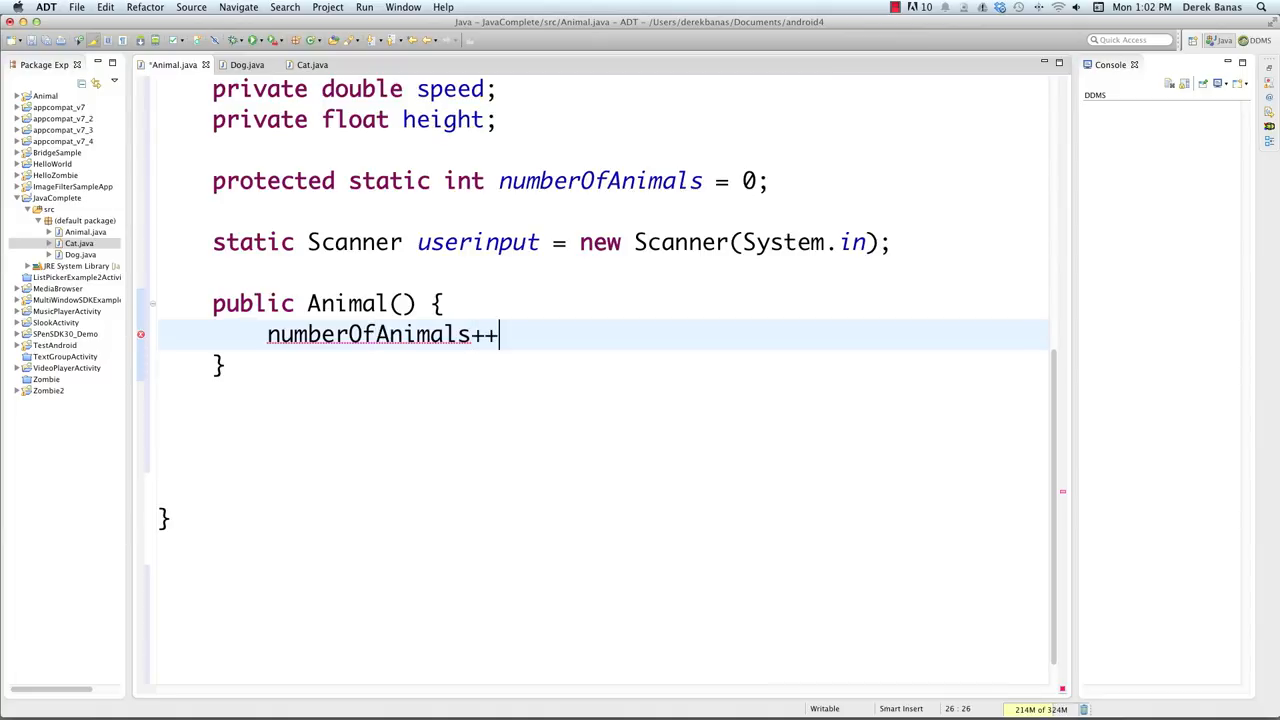 ADT File Edit Refactor Source Navigate Search Project Run Window Help 10 Mon 1:02 PM Derek Banas
Java – JavaComplete/src/Animal.java – ADT – /Users/derekbanas/Documents/android4
Quick Access Java DDMS
Package Exp
*Animal.java Dog.java Cat.java
Console
DDMS
Animal
appcompat_v7
appcompat_v7_2
appcompat_v7_3
appcompat_v7_4
BridgeSample
HelloWorld
HelloZombie
ImageFilterSampleApp
JavaComplete
src
(default package)
Animal.java
Cat.java
Dog.java
JRE System Library [Ja
ListPickerExample2Activi
MediaBrowser
MultiWindowSDKExample
MusicPlayerActivity
SlookActivity
SPenSDK30_Demo
TestAndroid
TextGroupActivity
VideoPlayerActivity
Zombie
Zombie2
private double speed;
private float height;
protected static int numberOfAnimals = 0;
static Scanner userinput = new Scanner(System.in);
public Animal() {
numberOfAnimals++
}
}
Writable Smart Insert 26 : 26 214M of 324M